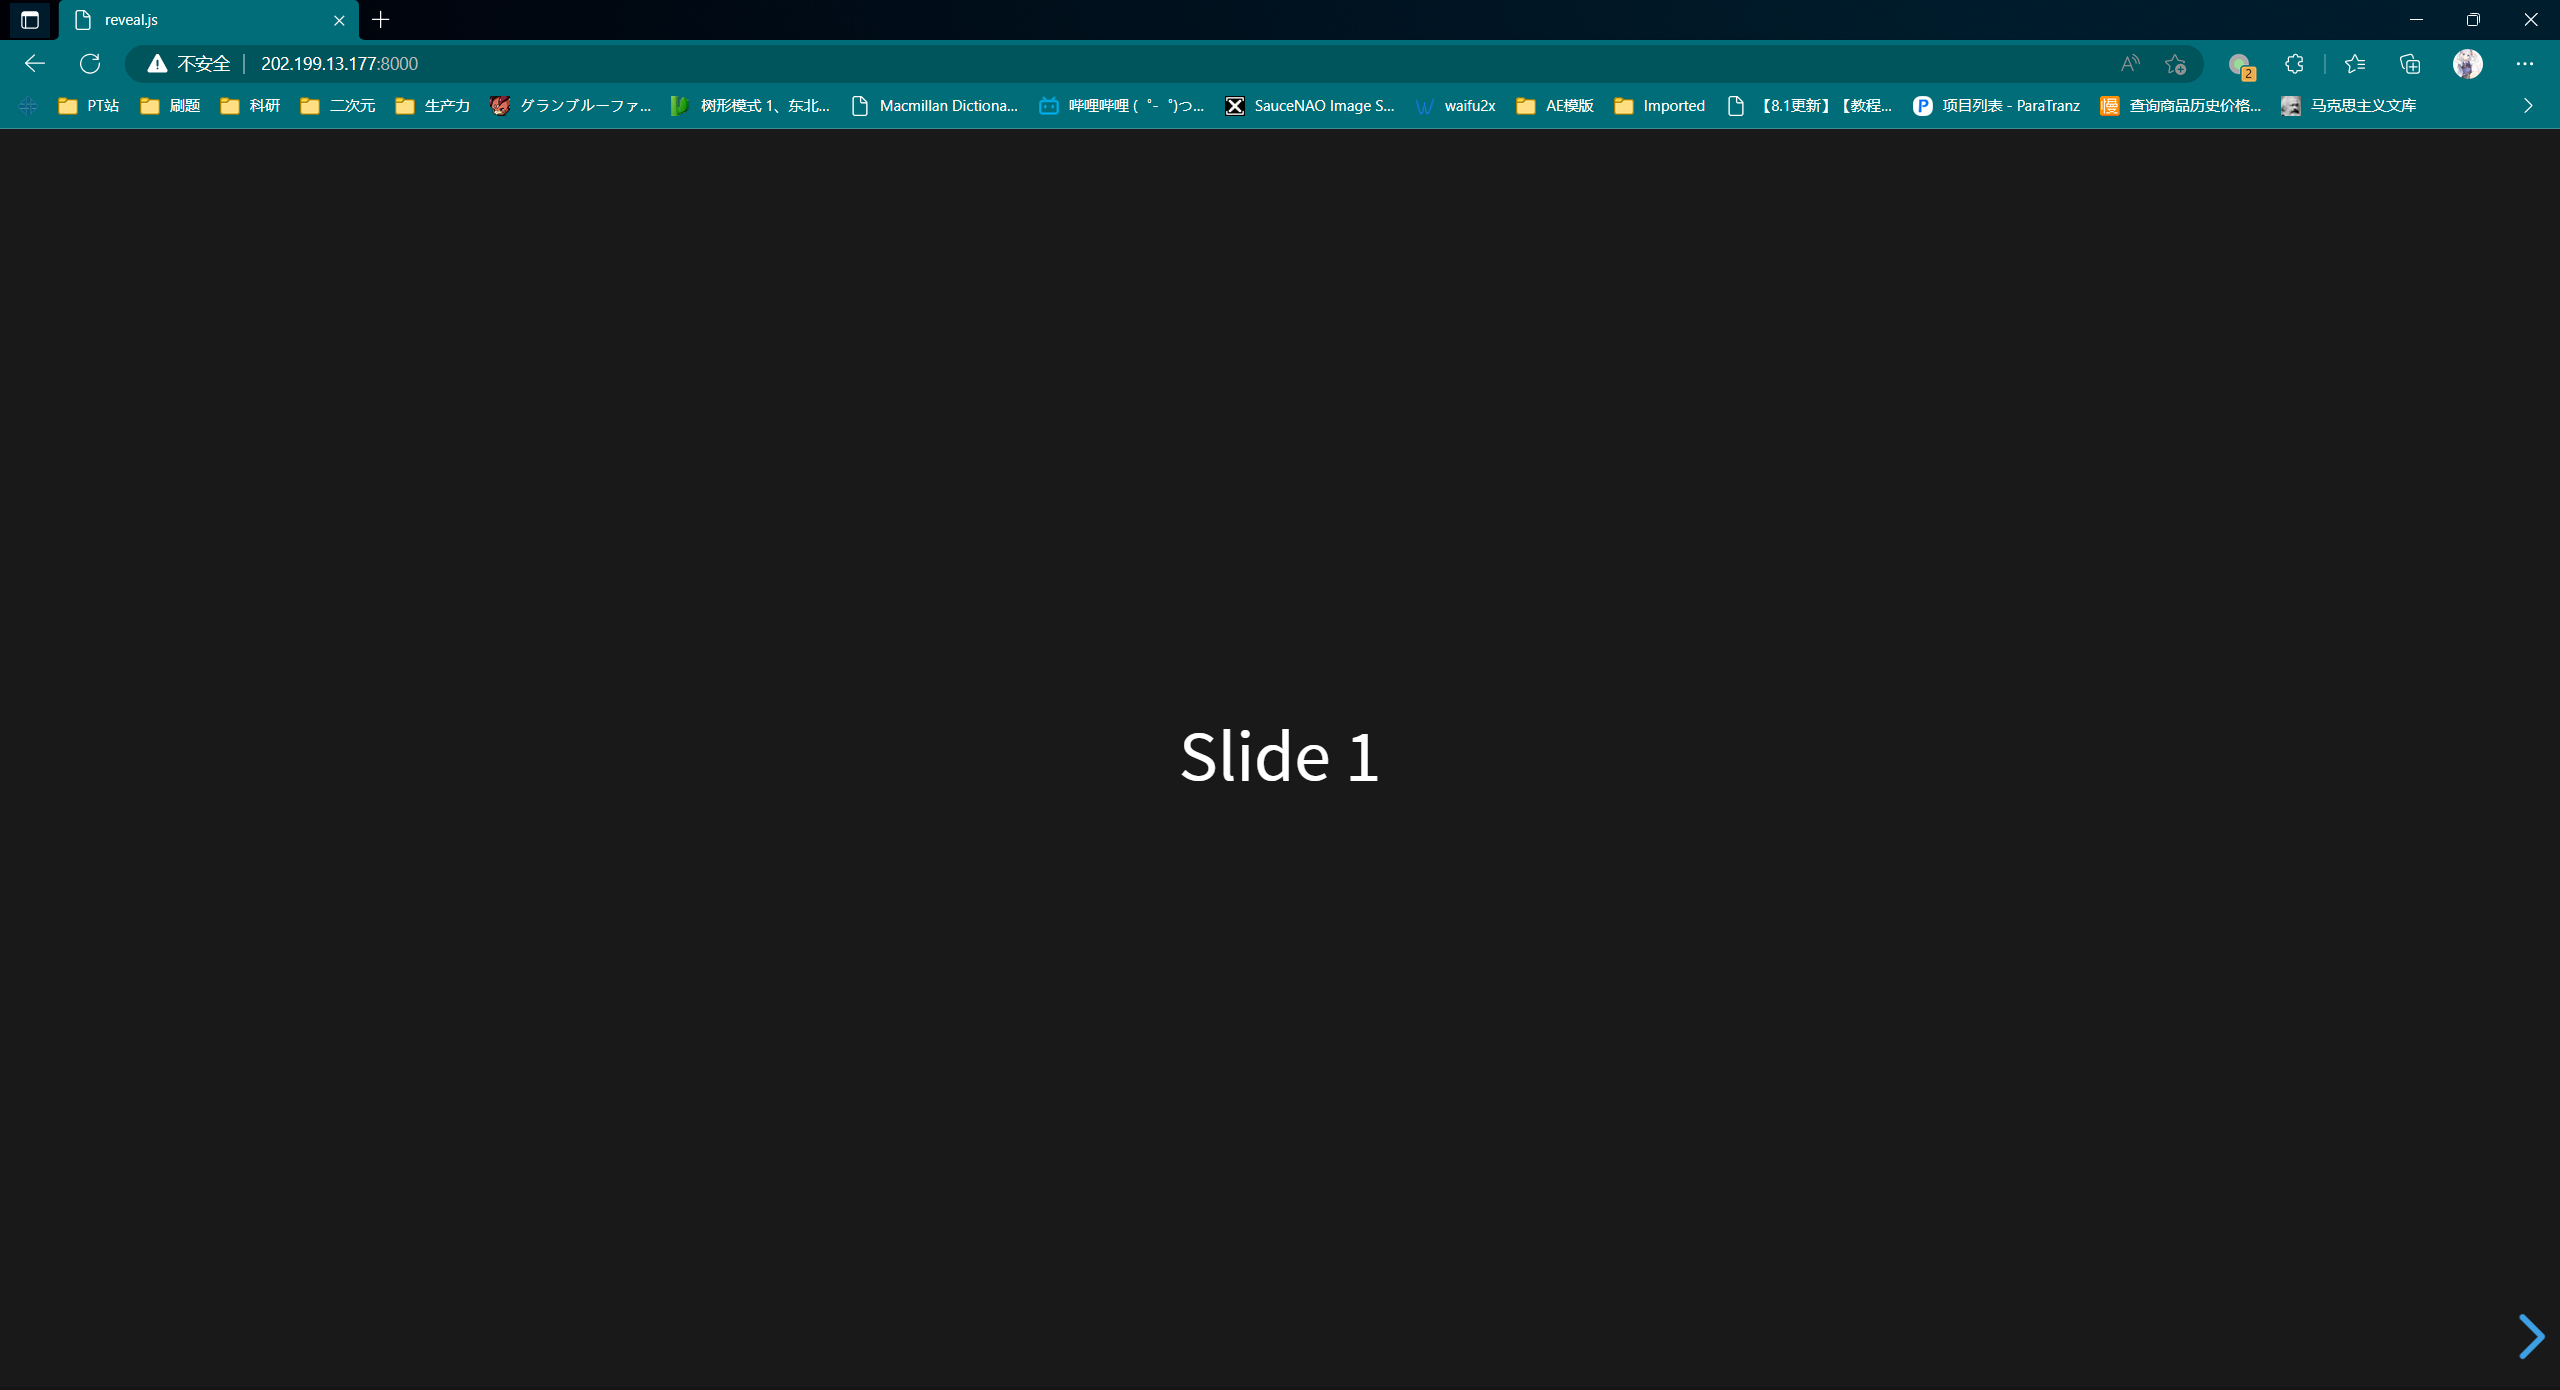 reveal.js
不安全 202.199.13.177:8000
2
PT站 刷题 科研 二次元 生产力 グランブルーファ... 树形模式 1、东北... Macmillan Dictiona... 哔哩哔哩 ( ゜- ゜)つ... SauceNAO Image S... waifu2x AE模版 Imported 【8.1更新】【教程... 项目列表 - ParaTranz 查询商品历史价格... 马克思主义文库
Slide 1